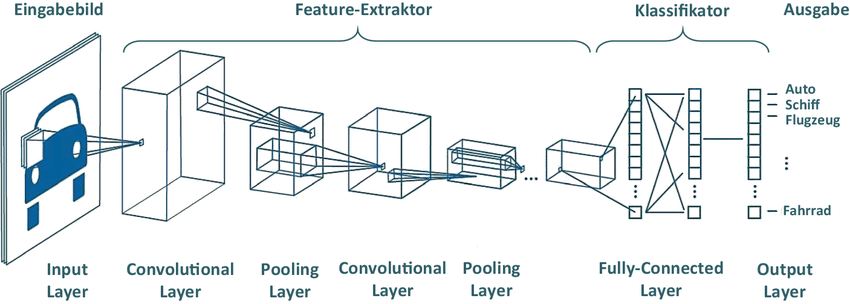 Eingabebild
Feature-Extraktor
Klassifikator
Ausgabe
Auto
Schiff
Flugzeug
Fahrrad
Input
Layer
Convolutional
Layer
Pooling
Layer
Convolutional
Layer
Pooling
Layer
Fully-Connected
Layer
Output
Layer